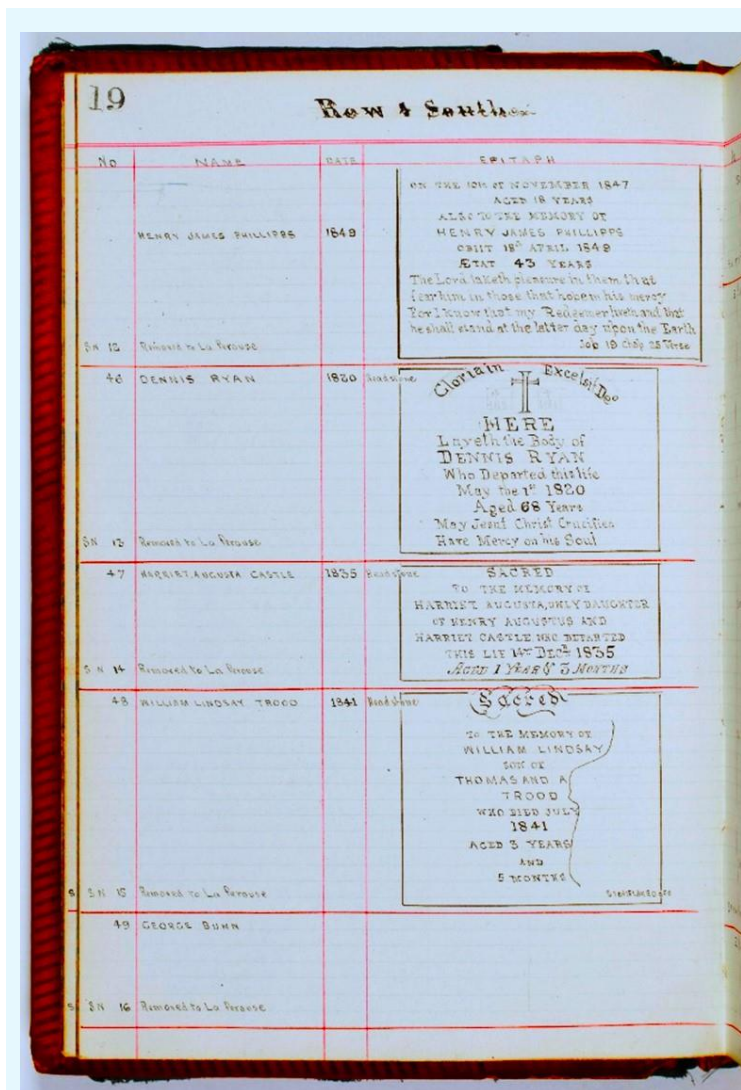 19
Row 4 South
No NAME DATE EPITAPH
ON THE 10th OF NOVEMBER 1847
AGED 18 YEARS
ALSO TO THE MEMORY OF
HENRY JAMES PHILLIPPS 1849 HENRY JAMES PHILLIPPS
OBIIT 18th APRIL 1849
ÆTAT 43 YEARS
The Lord taketh pleasure in them that
fear him in those that hope in his mercy
For I know that my Redeemer liveth and that
he shall stand at the latter day upon the Earth
SN 12 Removed to La Perouse Job 19 Chap 25 Verse
46 DENNIS RYAN 1820 Headstone Gloria in Excelsis Deo
HERE
Layeth the Body of
DENNIS RYAN
Who Departed this life
May the 1st 1820
Aged 68 Years
May Jesus Christ Crucified
SN 13 Removed to La Perouse Have Mercy on his Soul
47 HARRIET AUGUSTA CASTLE 1835 Headstone SACRED
TO THE MEMORY OF
HARRIET AUGUSTA, ONLY DAUGHTER
OF HENRY AUGUSTUS AND
HARRIET CASTLE WHO DEPARTED
THIS LIFE 14th DECr 1835
SN 14 Removed to La Perouse AGED 1 YEAR & 3 MONTHS
48 WILLIAM LINDSAY TROOD 1841 Headstone Sacred
TO THE MEMORY OF
WILLIAM LINDSAY
SON OF
THOMAS AND A
TROOD
WHO DIED JULY
1841
AGED 3 YEARS
AND
5 MONTHS
S SN 15 Removed to La Perouse
49 GEORGE BUNN
S SN 16 Removed to La Perouse